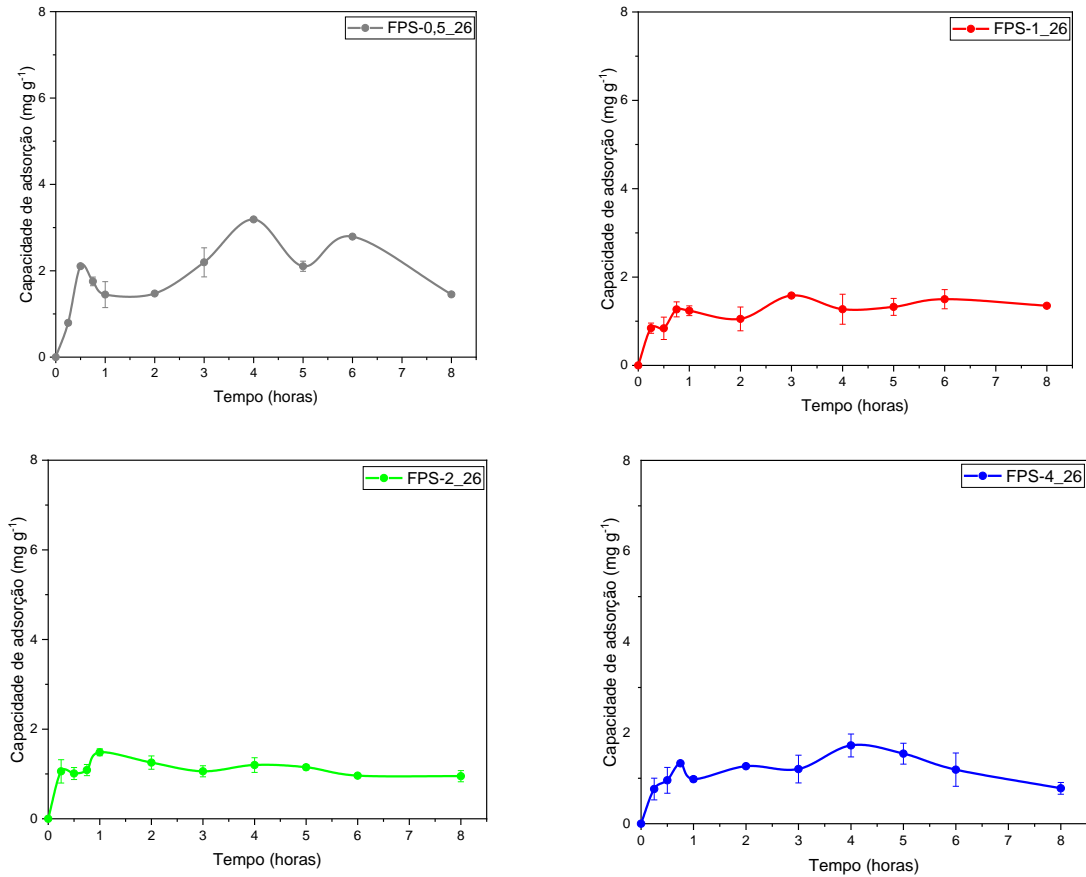 FPS-0,5_26
Capacidade de adsorção (mg g-1)
8
6
4
2
0
0 1 2 3 4 5 6 7 8
Tempo (horas)
FPS-1_26
Capacidade de adsorção (mg g-1)
8
6
4
2
0
0 1 2 3 4 5 6 7 8
Tempo (horas)
FPS-2_26
Capacidade de adsorção (mg g-1)
8
6
4
2
0
0 1 2 3 4 5 6 7 8
Tempo (horas)
FPS-4_26
Capacidade de adsorção (mg g-1)
8
6
4
2
0
0 1 2 3 4 5 6 7 8
Tempo (horas)